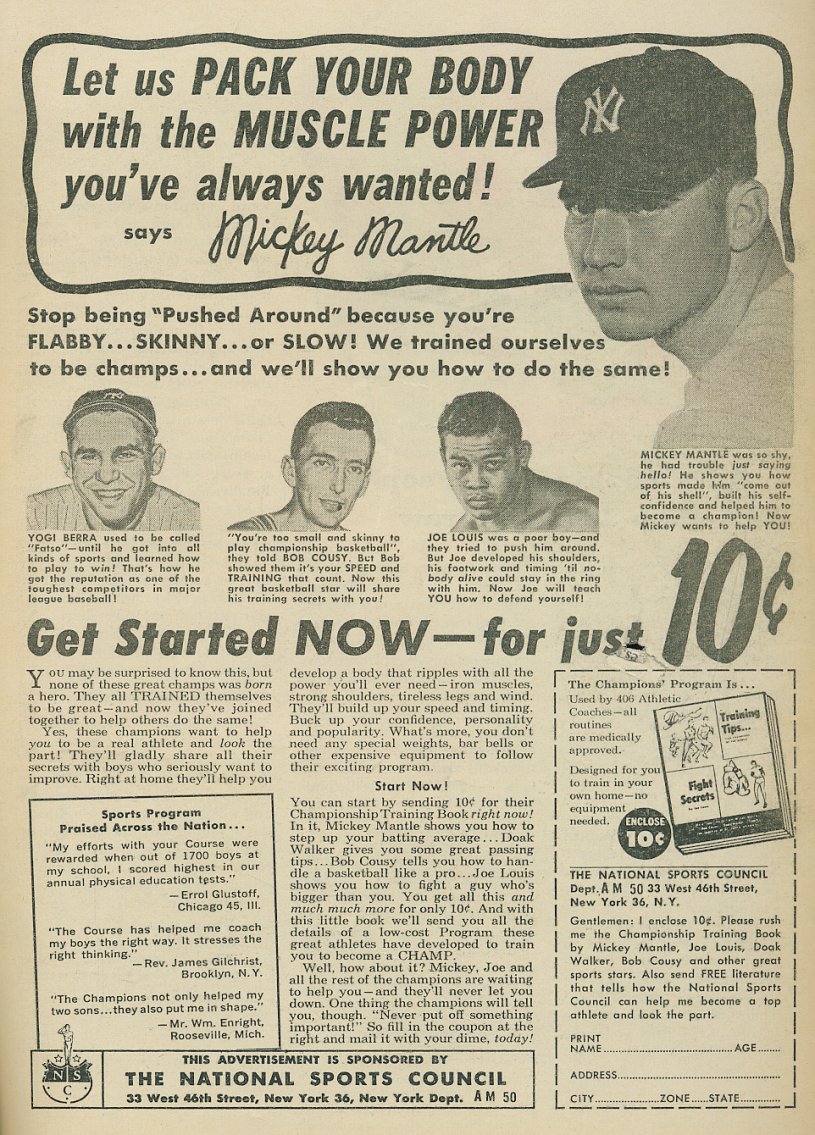 Let us PACK YOUR BODY
with the MUSCLE POWER
you've always wanted!
says Mickey Mantle
NY
Stop being "Pushed Around" because you're
FLABBY...SKINNY...or SLOW! We trained ourselves
to be champs...and we'll show you how to do the same!
YOGI BERRA used to be called
"Fatso"—until he got into all
kinds of sports and learned how
to play to win! That's how he
got the reputation as one of the
toughest competitors in major
league baseball!
"You're too small and skinny to
play championship basketball",
they told BOB COUSY. But Bob
showed them it's your SPEED and
TRAINING that count. Now this
great basketball star will share
his training secrets with you!
JOE LOUIS was a poor boy—and
they tried to push him around.
But Joe developed his shoulders,
his footwork and timing 'til no-
body alive could stay in the ring
with him. Now Joe will teach
YOU how to defend yourself!
MICKEY MANTLE was so shy,
he had trouble just saying
hello! He shows you how
sports made him "come out
of his shell", built his self-
confidence and helped him to
become a champion! Now
Mickey wants to help YOU!
Get Started NOW—for just 10¢
YOU may be surprised to know this, but
none of these great champs was born
a hero. They all TRAINED themselves
to be great—and now they've joined
together to help others do the same!
Yes, these champions want to help
you to be a real athlete and look the
part! They'll gladly share all their
secrets with boys who seriously want to
improve. Right at home they'll help you
Sports Program
Praised Across the Nation...
"My efforts with your Course were
rewarded when out of 1700 boys at
my school, I scored highest in our
annual physical education tests."
—Errol Glustoff,
Chicago 45, Ill.
"The Course has helped me coach
my boys the right way. It stresses the
right thinking."
—Rev. James Gilchrist,
Brooklyn, N.Y.
"The Champions not only helped my
two sons...they also put me in shape."
—Mr. Wm. Enright,
Rooseville, Mich.
develop a body that ripples with all the
power you'll ever need—iron muscles,
strong shoulders, tireless legs and wind.
They'll build up your speed and timing.
Buck up your confidence, personality
and popularity. What's more, you don't
need any special weights, bar bells or
other expensive equipment to follow
their exciting program.
Start Now!
You can start by sending 10¢ for their
Championship Training Book right now!
In it, Mickey Mantle shows you how to
step up your batting average...Doak
Walker gives you some great passing
tips...Bob Cousy tells you how to han-
dle a basketball like a pro...Joe Louis
shows you how to fight a guy who's
bigger than you. You get all this and
much much more for only 10¢. And with
this little book we'll send you all the
details of a low-cost Program these
great athletes have developed to train
you to become a CHAMP.
Well, how about it? Mickey, Joe and
all the rest of the champions are waiting
to help you—and they'll never let you
down. One thing the champions will tell
you, though. "Never put off something
important!" So fill in the coupon at the
right and mail it with your dime, today!
The Champions' Program Is...
Used by 406 Athletic
Coaches—all
routines
are medically
approved.
Designed for you
to train in your
own home—no
equipment
needed.
Training
Tips...
Fight
Secrets
ENCLOSE
10¢
THE NATIONAL SPORTS COUNCIL
Dept. AM 50 33 West 46th Street,
New York 36, N.Y.
Gentlemen: I enclose 10¢. Please rush
me the Championship Training Book
by Mickey Mantle, Joe Louis, Doak
Walker, Bob Cousy and other great
sports stars. Also send FREE literature
that tells how the National Sports
Council can help me become a top
athlete and look the part.
PRINT
NAME..............................AGE.......
ADDRESS..............................
CITY...............ZONE.....STATE.............
NSC
THIS ADVERTISEMENT IS SPONSORED BY
THE NATIONAL SPORTS COUNCIL
33 West 46th Street, New York 36, New York Dept. AM 50